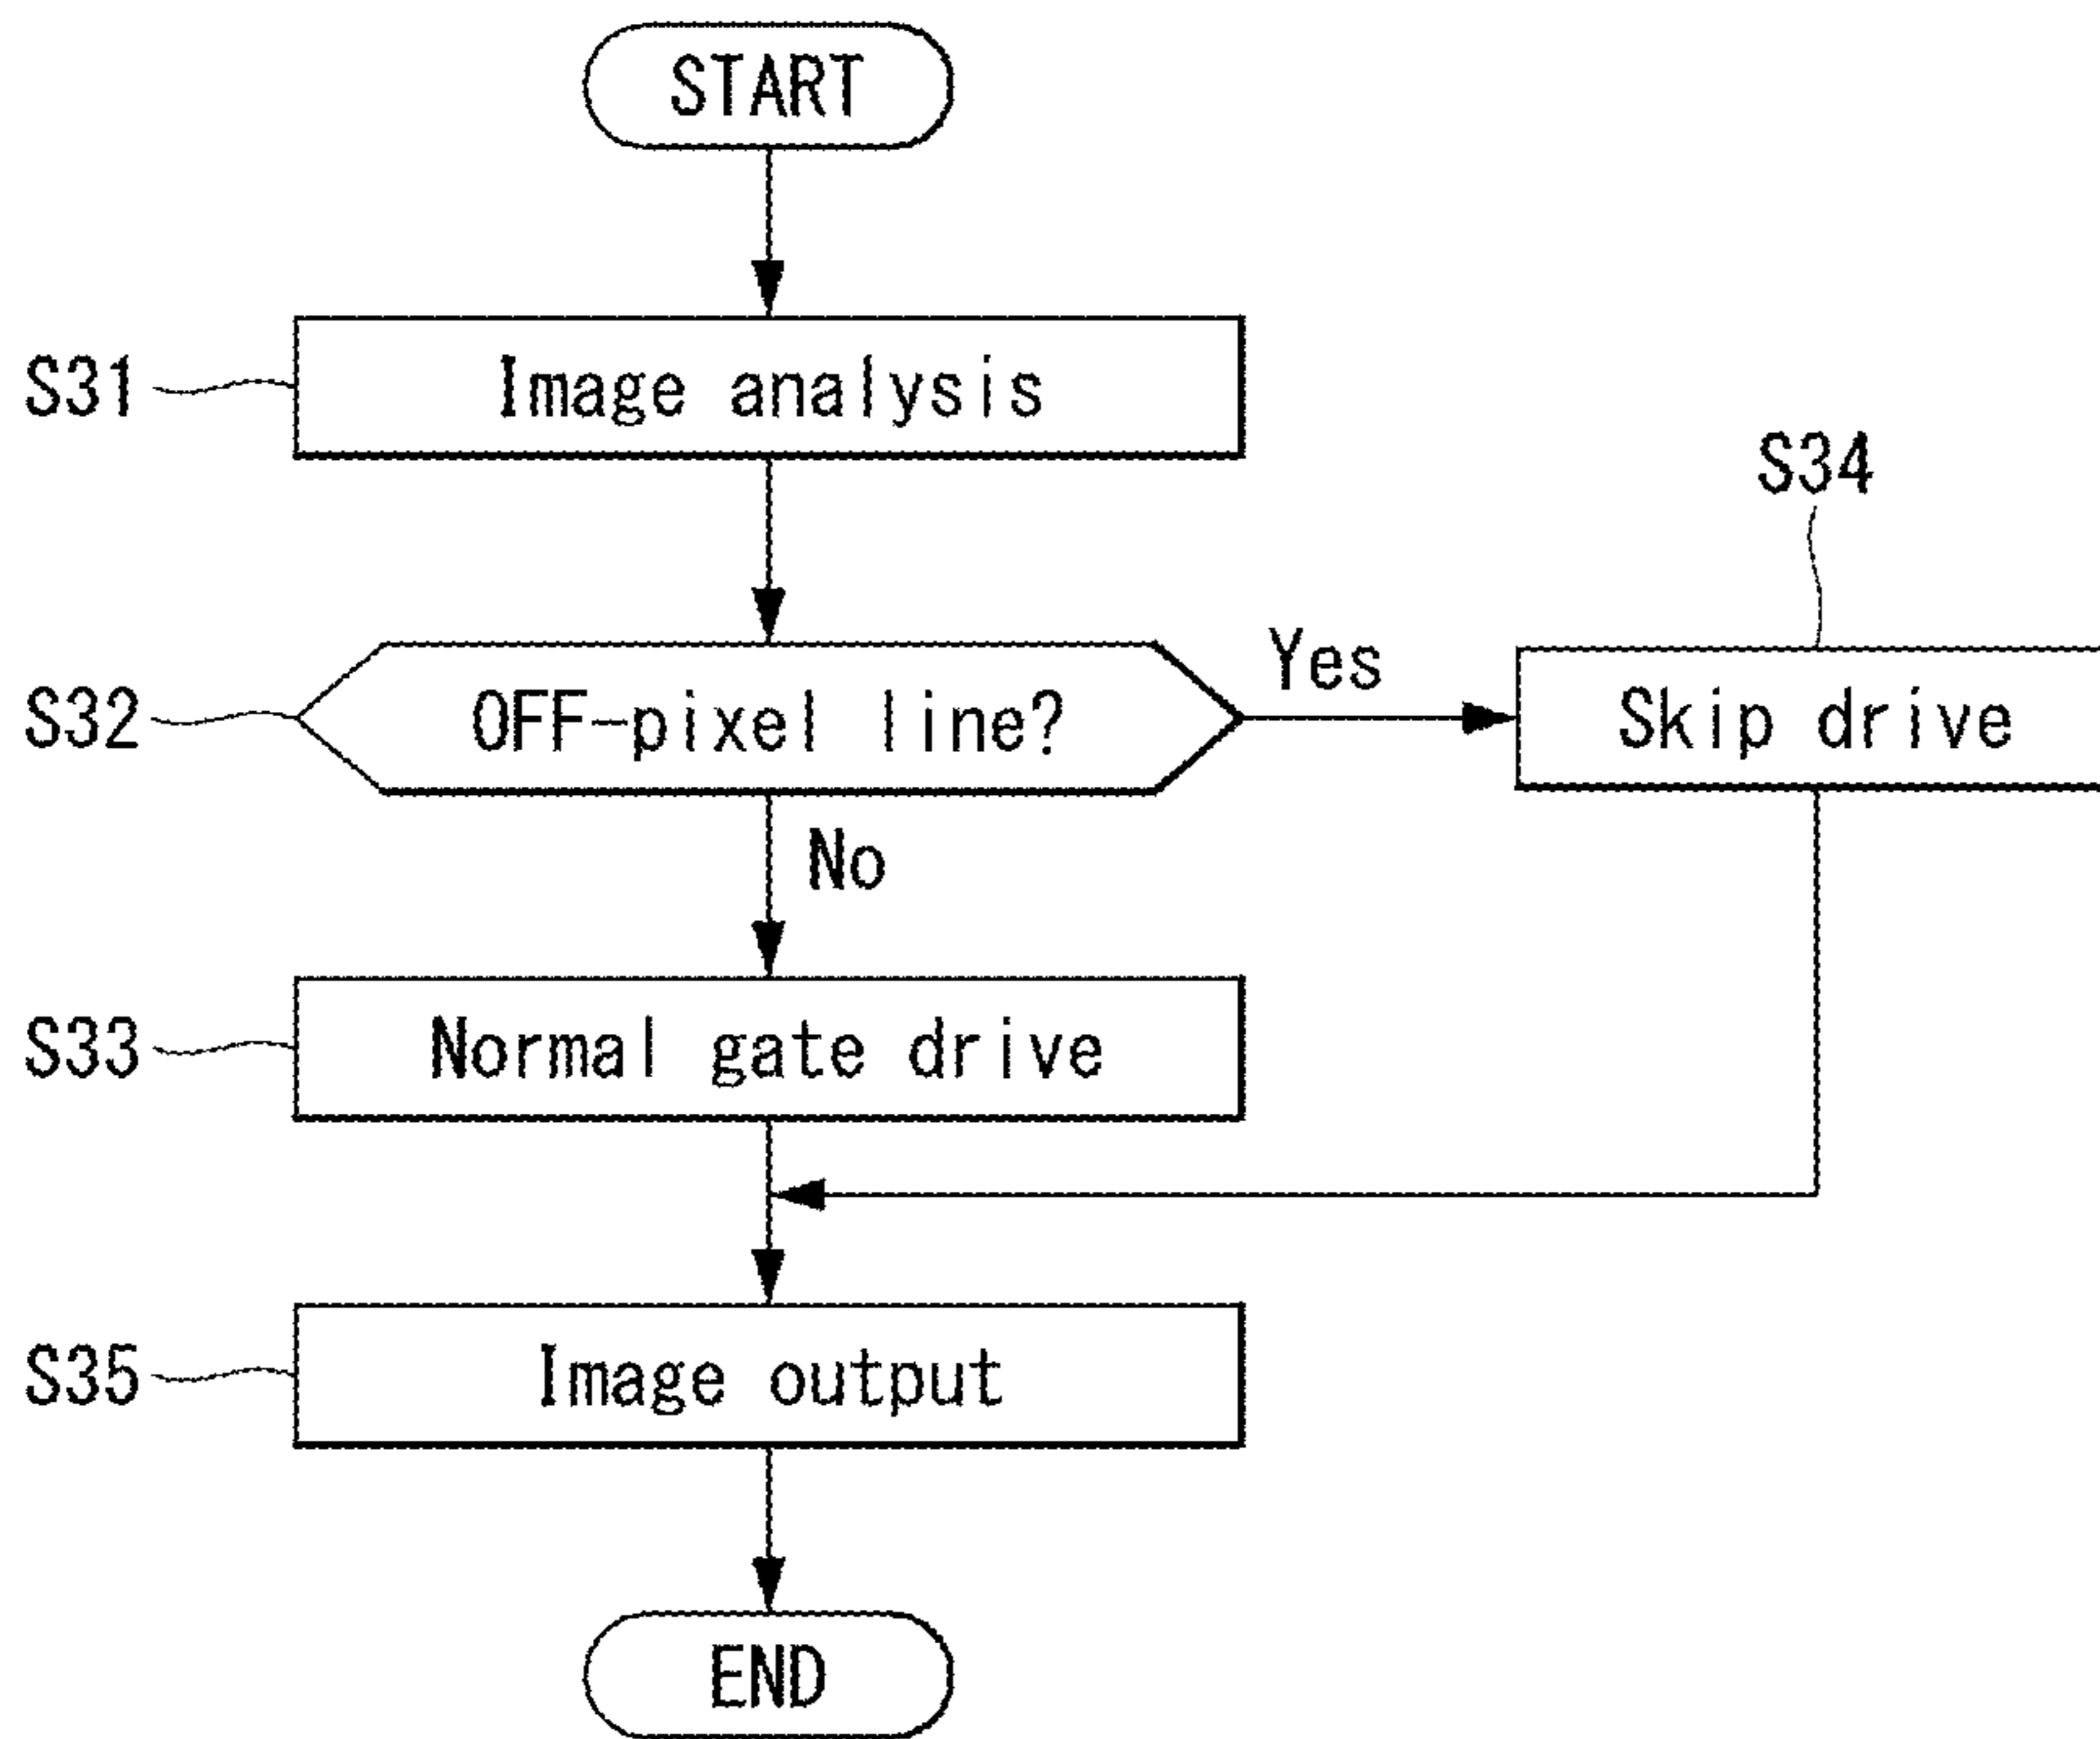 START
S31
Image analysis
S34
S32
OFF-pixel line?
Yes
Skip drive
No
S33
Normal gate drive
S35
Image output
END